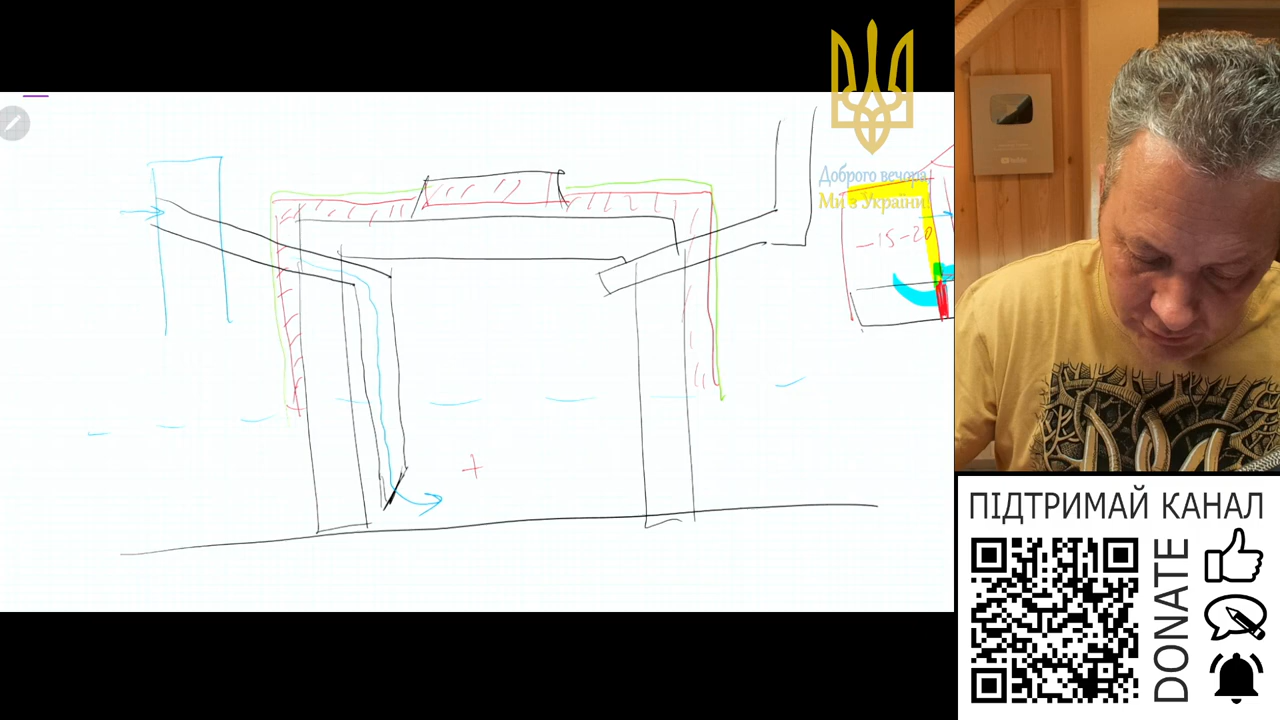 Доброго вечора
Ми з України!
-15-20
ПІДТРИМАЙ КАНАЛ
DONATE